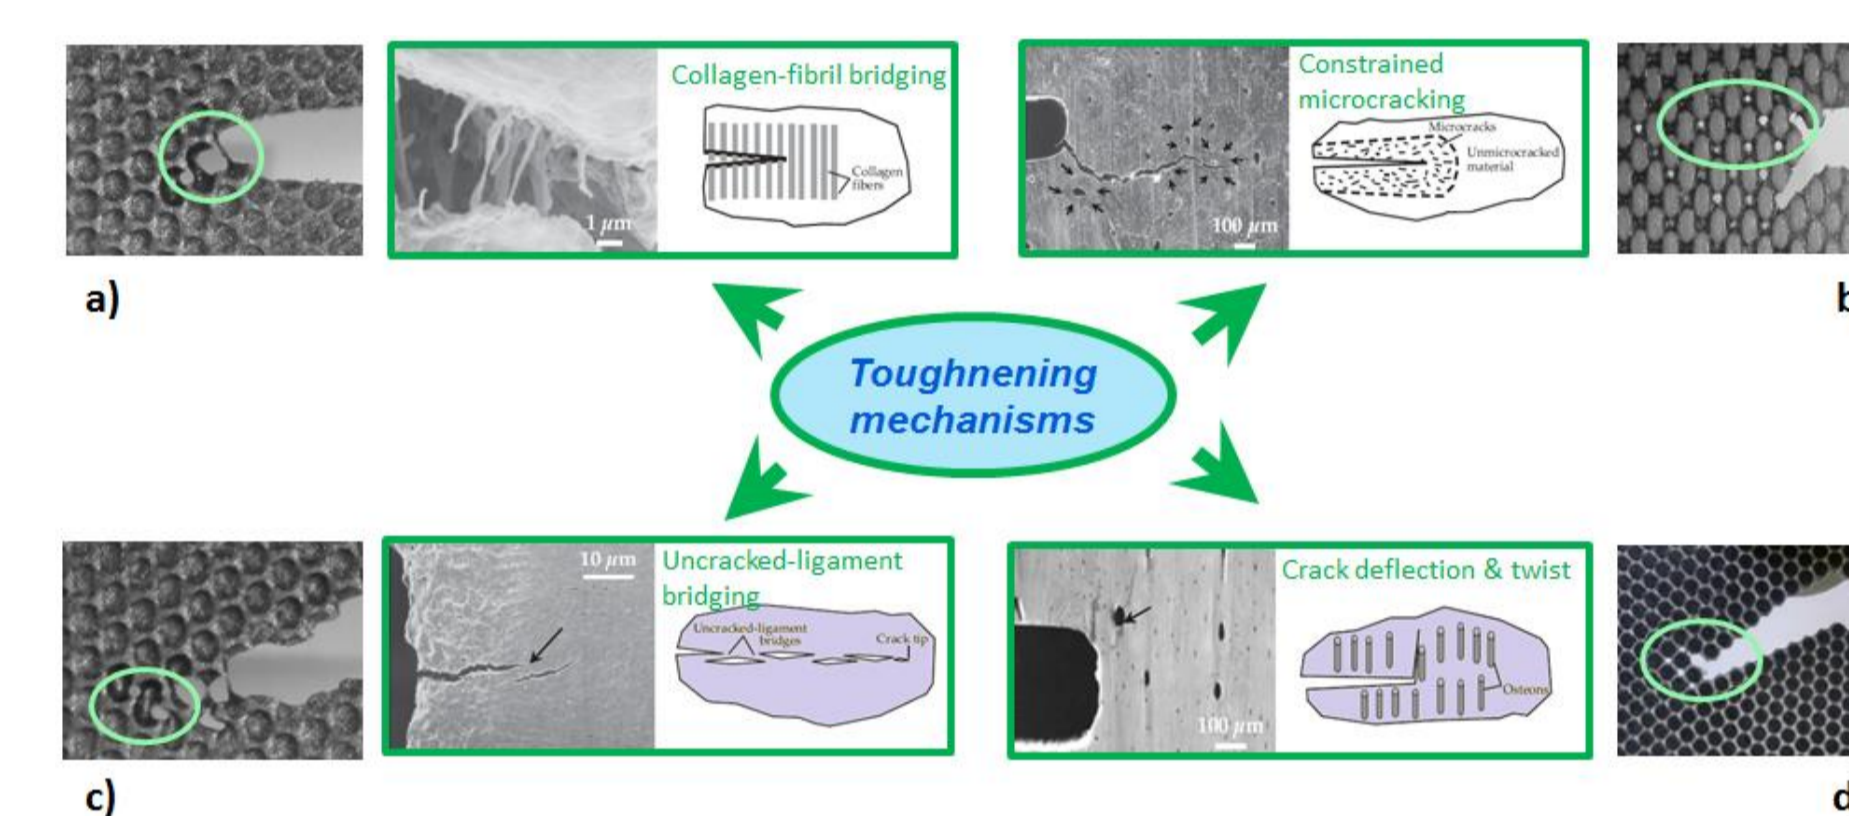 Collagen-fibril bridging
Collagen
fibers
1 μm
Constrained
microcracking
Microcracks
Unmicrocracked
material
100 μm
a)
b
Toughnening
mechanisms
10 μm
Uncracked-ligament
bridging
Uncracked-ligament
bridges
Crack tip
Crack deflection & twist
Osteons
100 μm
c)
d